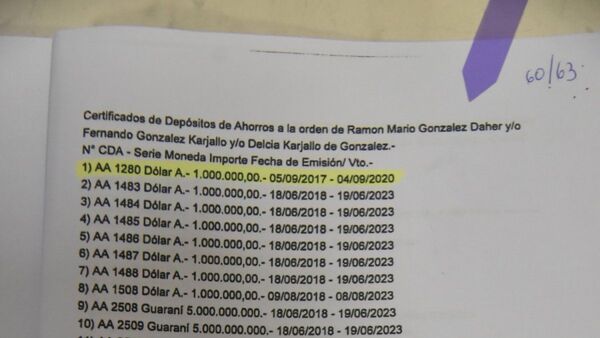 60/63
Certificados de Depósitos de Ahorros a la orden de Ramon Mario Gonzalez Daher y/o
Fernando Gonzalez Karjallo y/o Delcia Karjallo de Gonzalez.-
N° CDA - Serie Moneda Importe Fecha de Emisión/ Vto.-
1) AA 1280 Dólar A.- 1.000.000,00.- 05/09/2017 - 04/09/2020
2) AA 1483 Dólar A.- 1.000.000,00.- 18/06/2018 - 19/06/2023
3) AA 1484 Dólar A.- 1.000.000,00.- 18/06/2018 - 19/06/2023
4) AA 1485 Dólar A.- 1.000.000,00.- 18/06/2018 - 19/06/2023
5) AA 1486 Dólar A.- 1.000.000,00.- 18/06/2018 - 19/06/2023
6) AA 1487 Dólar A.- 1.000.000,00.- 18/06/2018 - 19/06/2023
7) AA 1488 Dólar A.- 1.000.000,00.- 18/06/2018 - 19/06/2023
8) AA 1508 Dólar A.- 1.000.000,00.- 09/08/2018 - 08/08/2023
9) AA 2508 Guaraní 5.000.000.000.- 18/06/2018 - 19/06/2023
10) AA 2509 Guaraní 5.000.000.000.- 18/06/2018 - 19/06/2023